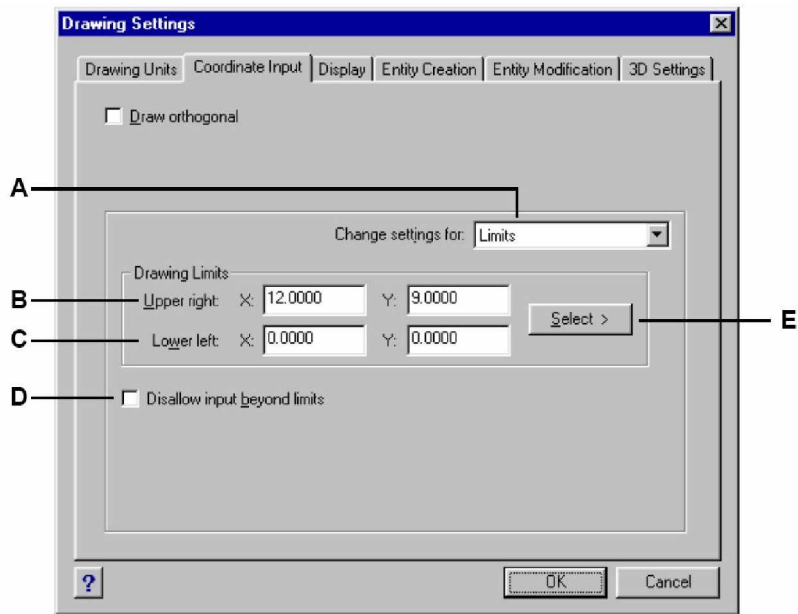 Drawing Settings
Drawing Units Coordinate Input Display Entity Creation Entity Modification 3D Settings
Draw orthogonal
A
Change settings for: Limits
Drawing Limits
B Upper right: X: 12.0000 Y: 9.0000
Select > E
C Lower left: X: 0.0000 Y: 0.0000
D Disallow input beyond limits
? OK Cancel